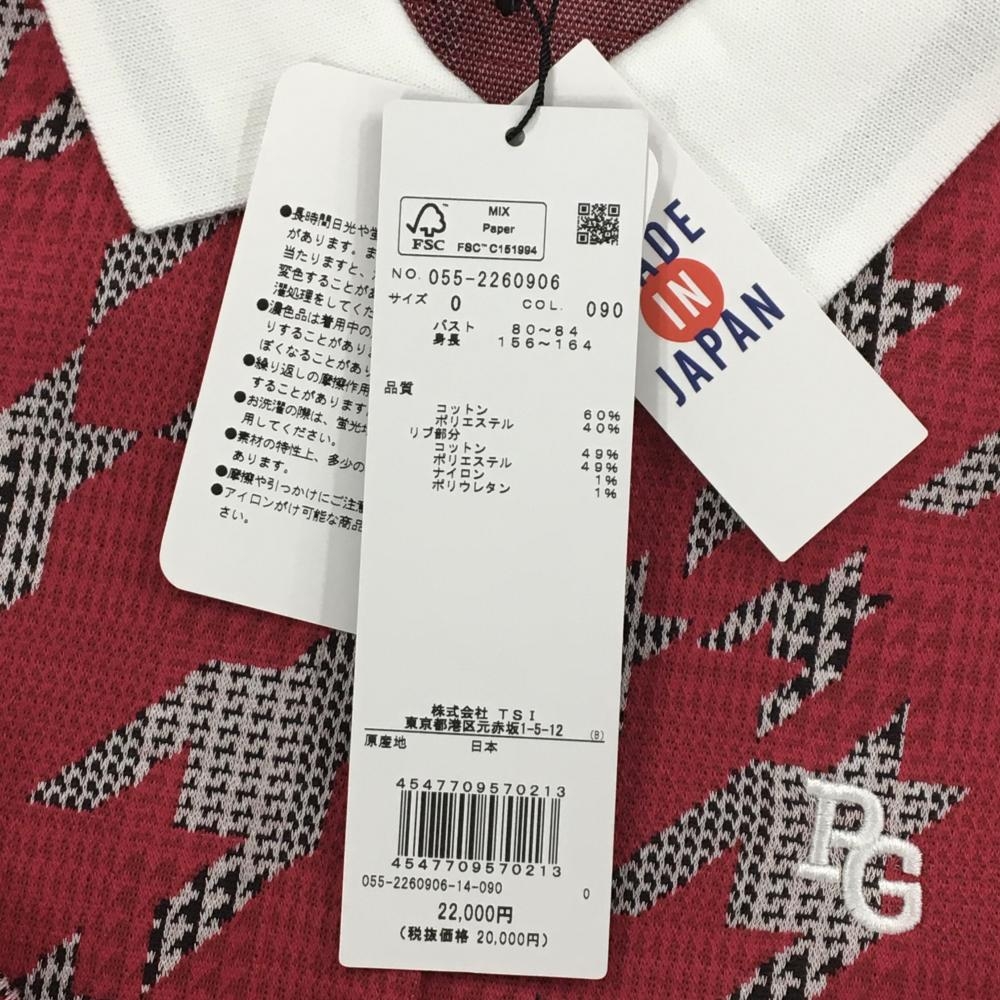 MIX
Paper
FSC™ C151994
FSC
NO. 055-2260906
サイズ 0 COL. 090
バスト 80～84
身長 156～164
品質
コットン 60%
ポリエステル 40%
リブ部分
コットン 49%
ポリエステル 49%
ナイロン 1%
ポリウレタン 1%
株式会社 TSI
東京都港区元赤坂1-5-12 (B)
原産地 日本
4547709570213
4547709570213
055-2260906-14-090 0
22,000円
(税抜価格 20,000円)
●長時間日光や
があります。
当たりますと、
変色することが
濯処理をしてくだ
●濃色品は着用中の
りすることがあり
ぽくなることがあり
●繰り返しの摩擦作用
することがあります
●お洗濯の際は、蛍光
用してください。
●素材の特性上、多少の
あります。
●摩擦や引っかけにご注意
●アイロンがけ可能な商品
さい。
ADE
IN
JAPAN
PG